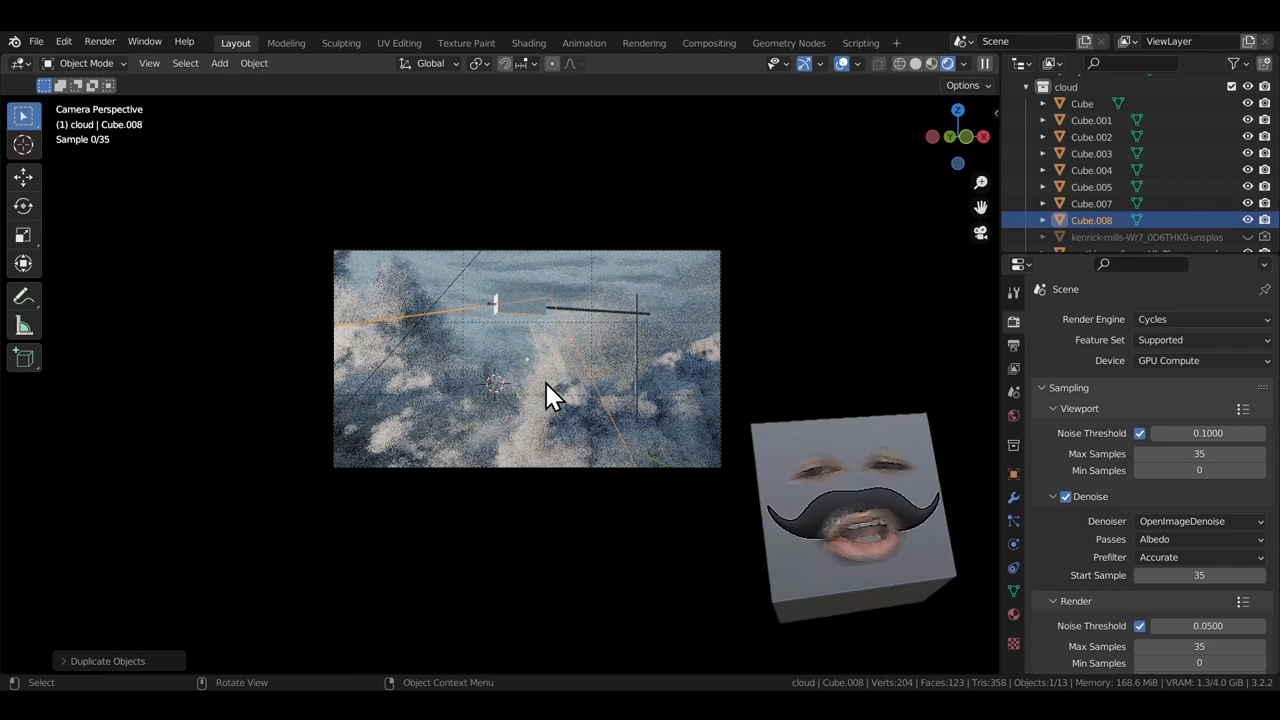 File Edit Render Window Help Layout Modeling Sculpting UV Editing Texture Paint Shading Animation Rendering Compositing Geometry Nodes Scripting + Scene ViewLayer
Object Mode View Select Add Object Global
Options
Camera Perspective
(1) cloud | Cube.008
Sample 0/35
Z
Y
X
cloud
Cube
Cube.001
Cube.002
Cube.003
Cube.004
Cube.005
Cube.007
Cube.008
kenrick-mills-Wr7_0D6THK0-unsplas
Scene
Render Engine Cycles
Feature Set Supported
Device GPU Compute
Sampling
Viewport
Noise Threshold 0.1000
Max Samples 35
Min Samples 0
Denoise
Denoiser OpenImageDenoise
Passes Albedo
Prefilter Accurate
Start Sample 35
Render
Noise Threshold 0.0500
Max Samples 35
Min Samples 0
Duplicate Objects
Select Rotate View Object Context Menu cloud | Cube.008 | Verts:204 | Faces:123 | Tris:358 | Objects:1/13 | Memory: 168.6 MiB | VRAM: 1.3/4.0 GiB | 3.2.2